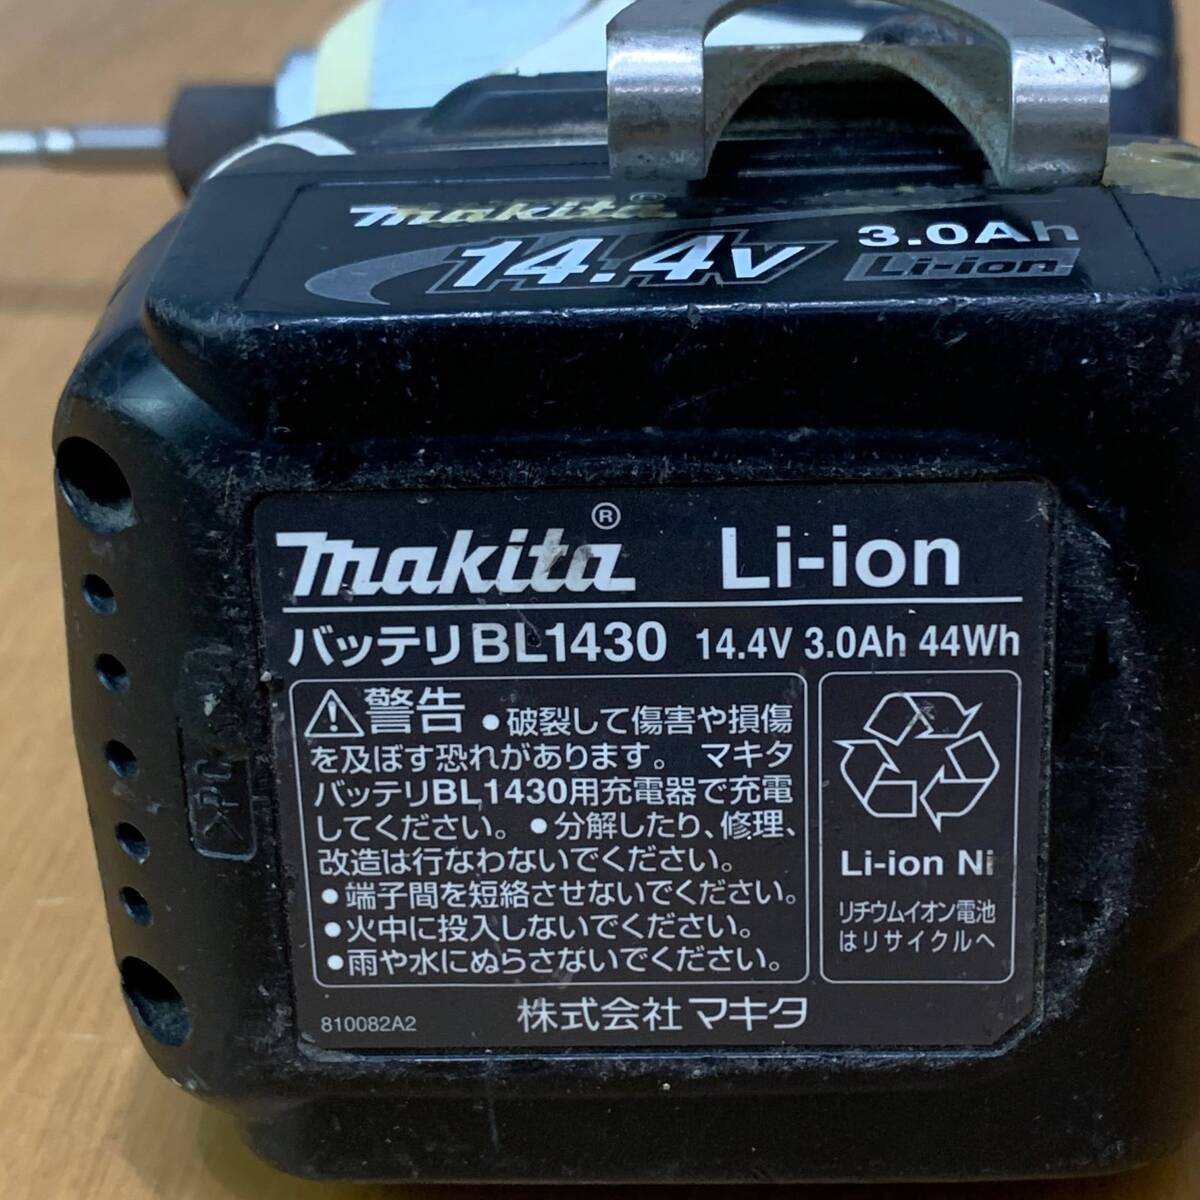 makita®
14.4V
3.0Ah
Li-ion
makita®
Li-ion
バッテリBL1430 14.4V 3.0Ah 44Wh
警告 ●破裂して傷害や損傷
を及ぼす恐れがあります。 マキタ
バッテリBL1430用充電器で充電
してください。●分解したり、修理、
改造は行なわないでください。
●端子間を短絡させないでください。
●火中に投入しないでください。
●雨や水にぬらさないでください。
Li-ion Ni
リチウムイオン電池
はリサイクルへ
810082A2
株式会社マキタ